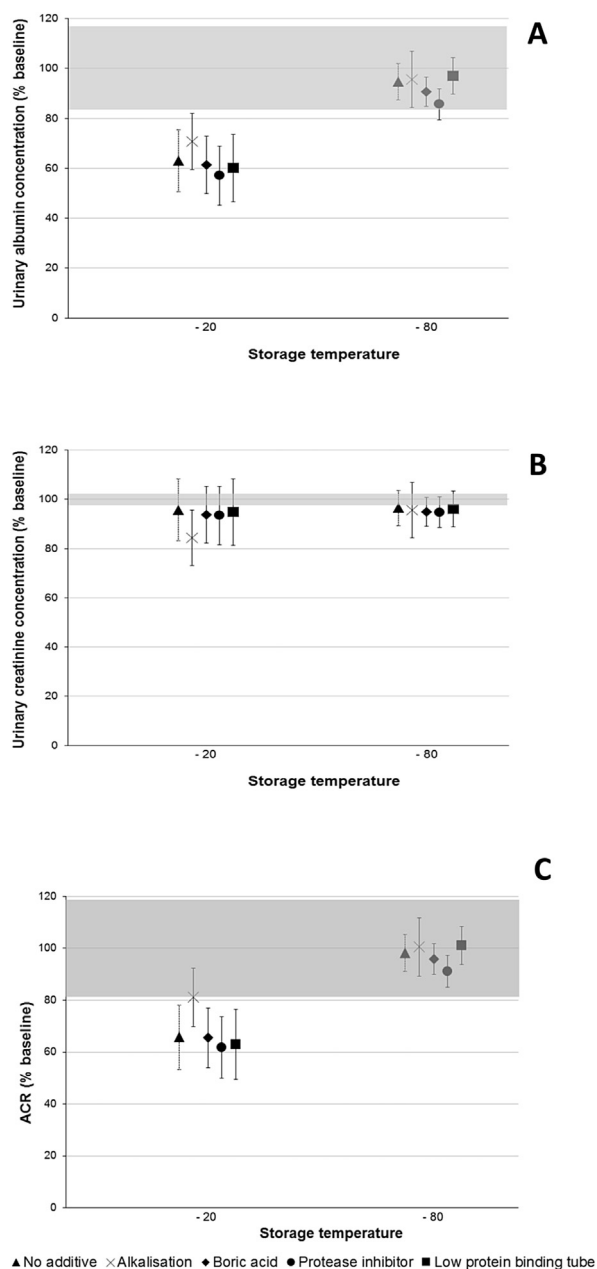 A
Urinary albumin concentration (% baseline)
120
100
80
60
40
20
0
- 20
- 80
Storage temperature
B
Urinary creatinine concentration (% baseline)
120
100
80
60
40
20
0
- 20
- 80
Storage temperature
C
ACR (% baseline)
120
100
80
60
40
20
0
- 20
- 80
Storage temperature
▲ No additive ×Alkalisation ◆ Boric acid ● Protease inhibitor ■ Low protein binding tube